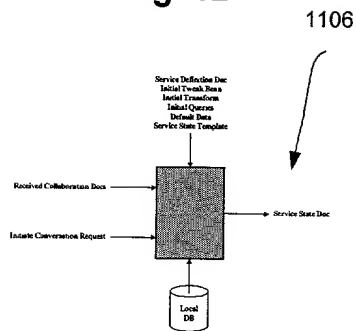 1106
Service Definition Doc
Initial Tweak Bean
Initial Transform
Initial Queries
Default Data
Service State Template
Received Collaboration Docs
Service State Doc
Initiate Conversation Request
Local
DB